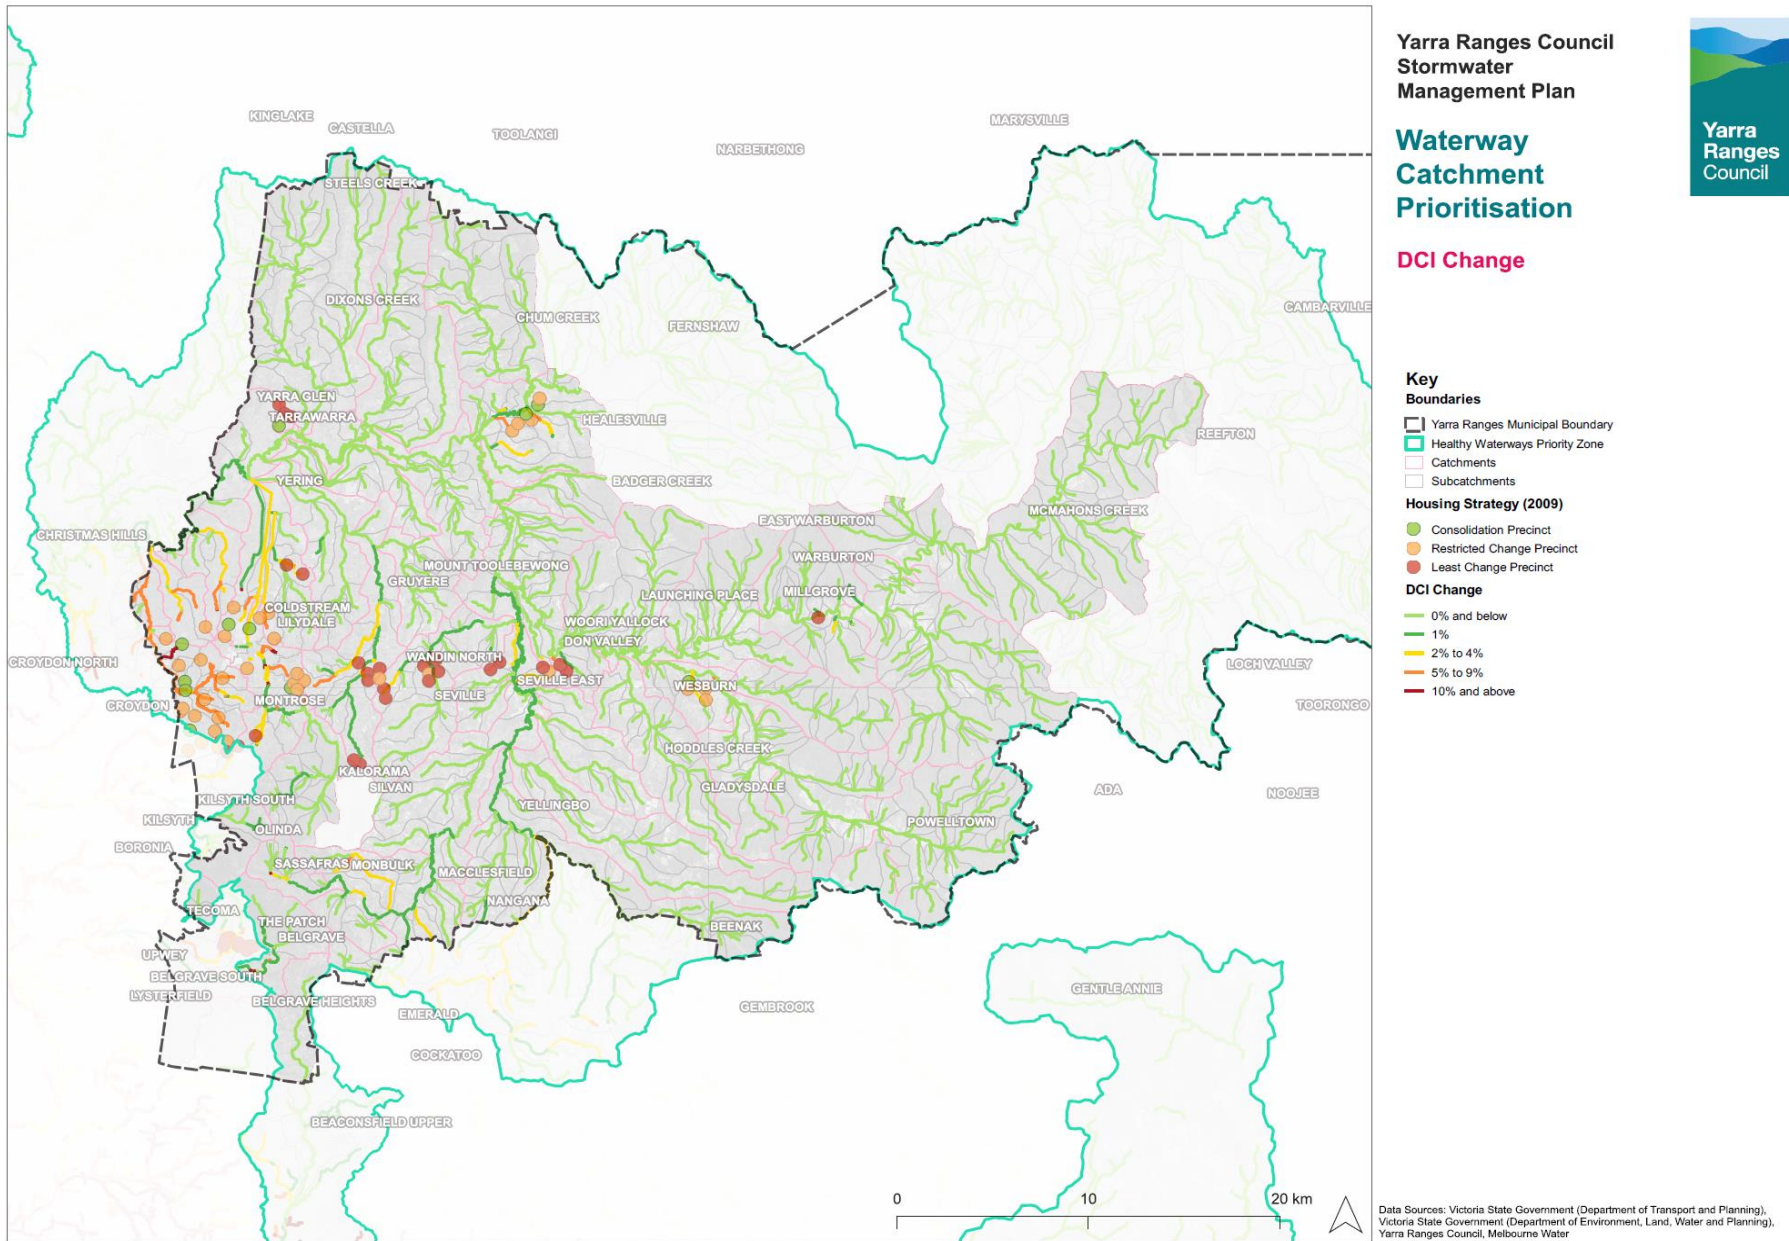 Yarra Ranges Council
Stormwater
Management Plan
Waterway
Catchment
Prioritisation
DCI Change
Yarra
Ranges
Council
Key
Boundaries
Yarra Ranges Municipal Boundary
Healthy Waterways Priority Zone
Catchments
Subcatchments
Housing Strategy (2009)
Consolidation Precinct
Restricted Change Precinct
Least Change Precinct
DCI Change
0% and below
1%
2% to 4%
5% to 9%
10% and above
KINGLAKE
CASTELLA
TOOLANGI
NARBETHONG
MARYSVILLE
STEELS CREEK
DIXONS CREEK
CHUM CREEK
FERNSHAW
CAMBARVILLE
YARRA GLEN
TARRAWARRA
HEALESVILLE
REEFTON
YERING
BADGER CREEK
MCMAHONS CREEK
EAST WARBURTON
CHRISTMAS HILLS
WARBURTON
MOUNT TOOLEBEWONG
GRUYERE
MILLGROVE
LAUNCHING PLACE
COLDSTREAM
LILYDALE
WOORI YALLOCK
DON VALLEY
CROYDON NORTH
WANDIN NORTH
LOCH VALLEY
SEVILLE EAST
WESBURN
SEVILLE
MONTROSE
CROYDON
TOORONGO
HODDLES CREEK
KALORAMA
SILVAN
GLADYSDALE
ADA
NOOJEE
KILSYTH SOUTH
YELLINGBO
KILSYTH
POWELLTOWN
OLINDA
BORONIA
SASSAFRAS
MONBULK
MACCLESFIELD
NANGANA
TECOMA
THE PATCH
BELGRAVE
BEENAK
UPWEY
BELGRAVE SOUTH
LYSTERFIELD
BELGRAVE HEIGHTS
EMERALD
GEMBROOK
GENTLE ANNIE
COCKATOO
BEACONSFIELD UPPER
0 10 20 km
Data Sources: Victoria State Government (Department of Transport and Planning),
Victoria State Government (Department of Environment, Land, Water and Planning),
Yarra Ranges Council, Melbourne Water